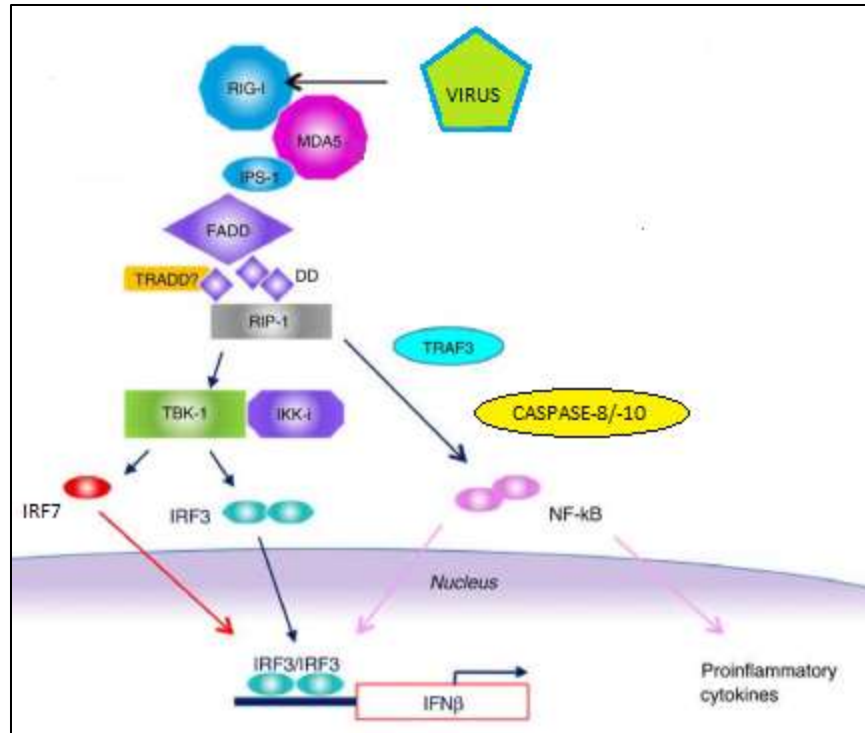 RIG-I
VIRUS
MDA5
IPS-1
FADD
TRADD?
DD
RIP-1
TRAF3
TBK-1
IKK-i
CASPASE-8/-10
IRF7
IRF3
NF-kB
Nucleus
IRF3/IRF3
IFNβ
Proinflammatory
cytokines